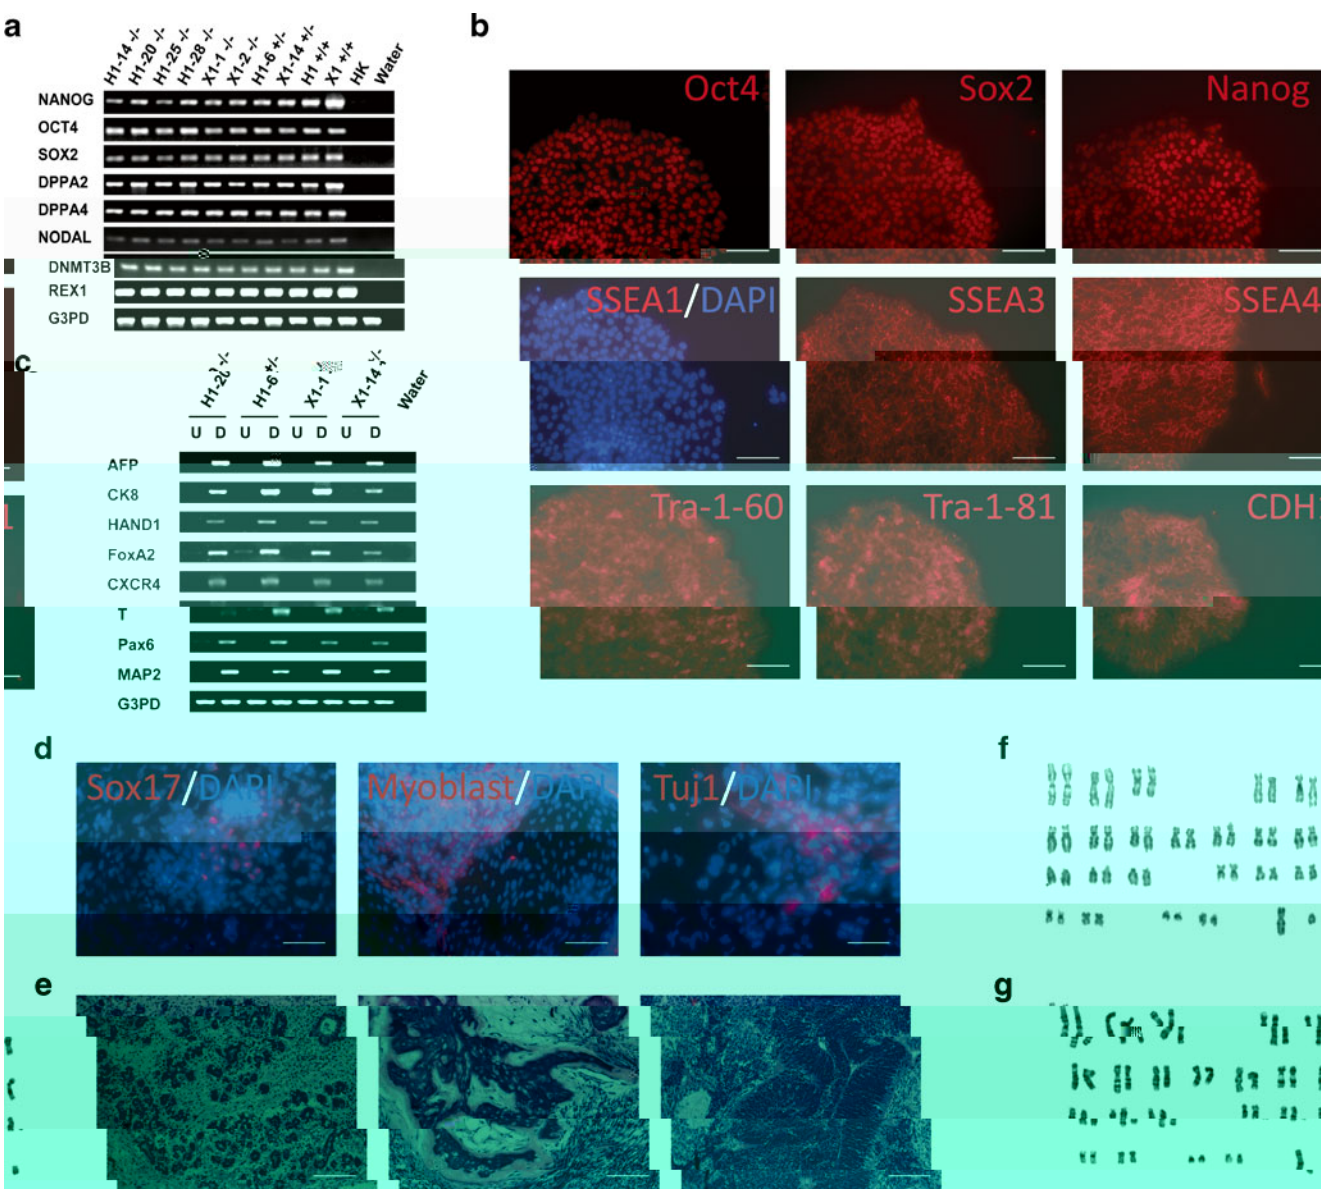 a
H1-14 -/- H1-20 -/- H1-25 -/- H1-28 -/- X1-1 -/- X1-2 -/- H1-6 +/- X1-14 +/- H1 +/+ X1 +/+ HK Water
NANOG
OCT4
SOX2
DPPA2
DPPA4
NODAL
DNMT3B
REX1
G3PD
b
Oct4 Sox2 Nanog
SSEA1/DAPI SSEA3 SSEA4
Tra-1-60 Tra-1-81
c
H1-6 +/- X1-1 X1-14 Water
U D U D U D U D
AFP
CK8
HAND1
FoxA2
CXCR4
T
Pax6
MAP2
G3PD
d
Sox17/DAPI Myoblast/DAPI Tuj1/DAPI
e
f
g